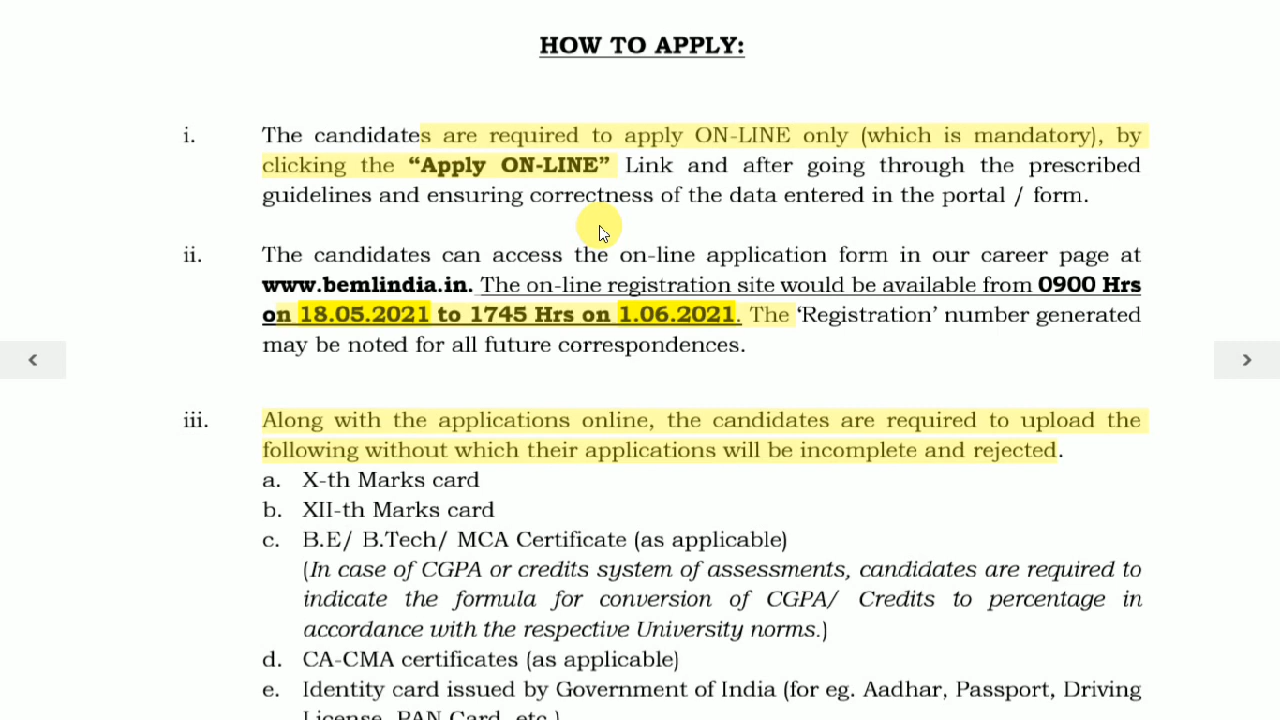 HOW TO APPLY:
i. The candidates are required to apply ON-LINE only (which is mandatory), by
clicking the “Apply ON-LINE” Link and after going through the prescribed
guidelines and ensuring correctness of the data entered in the portal / form.
ii. The candidates can access the on-line application form in our career page at
www.bemlindia.in. The on-line registration site would be available from 0900 Hrs
on 18.05.2021 to 1745 Hrs on 1.06.2021. The ‘Registration’ number generated
may be noted for all future correspondences.
iii. Along with the applications online, the candidates are required to upload the
following without which their applications will be incomplete and rejected.
a. X-th Marks card
b. XII-th Marks card
c. B.E/ B.Tech/ MCA Certificate (as applicable)
(In case of CGPA or credits system of assessments, candidates are required to
indicate the formula for conversion of CGPA/ Credits to percentage in
accordance with the respective University norms.)
d. CA-CMA certificates (as applicable)
e. Identity card issued by Government of India (for eg. Aadhar, Passport, Driving
License, PAN Card, etc.)